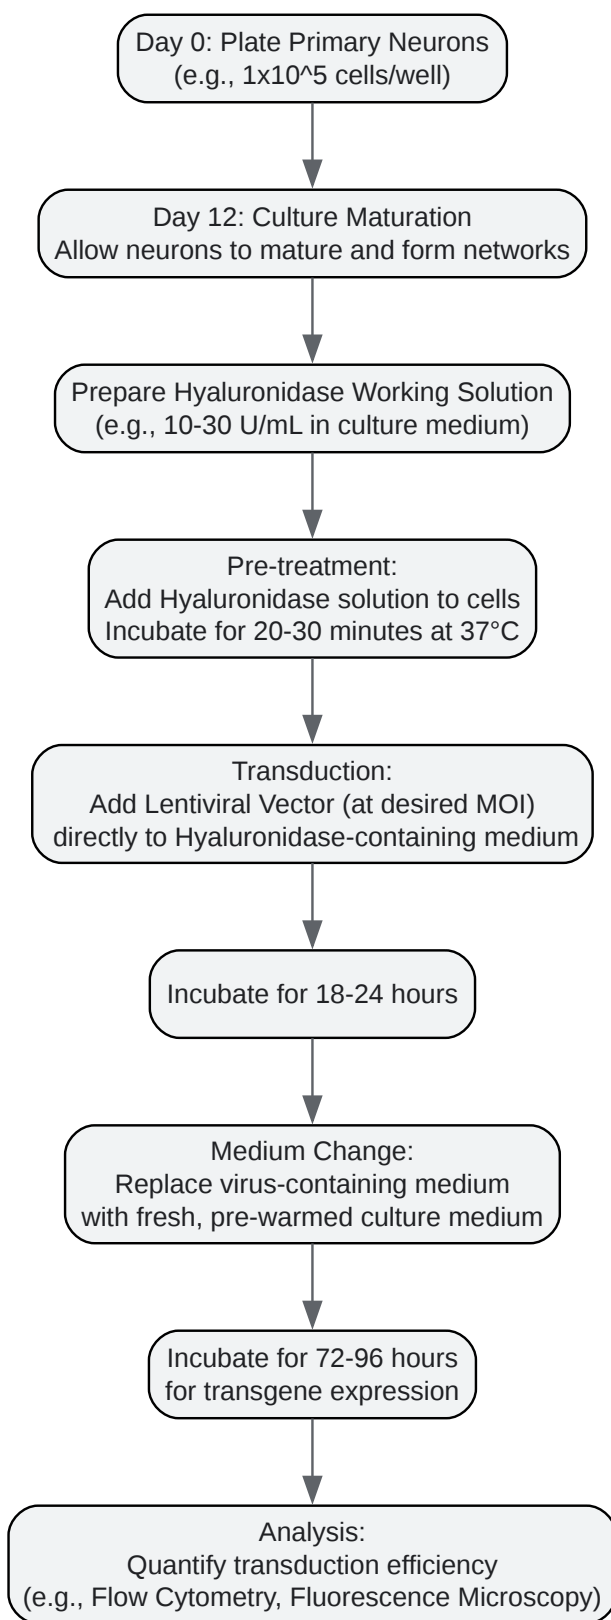 Day 0: Plate Primary Neurons
(e.g., 1x10^5 cells/well)
Day 12: Culture Maturation
Allow neurons to mature and form networks
Prepare Hyaluronidase Working Solution
(e.g., 10-30 U/mL in culture medium)
Pre-treatment:
Add Hyaluronidase solution to cells
Incubate for 20-30 minutes at 37°C
Transduction:
Add Lentiviral Vector (at desired MOI)
directly to Hyaluronidase-containing medium
Incubate for 18-24 hours
Medium Change:
Replace virus-containing medium
with fresh, pre-warmed culture medium
Incubate for 72-96 hours
for transgene expression
Analysis:
Quantify transduction efficiency
(e.g., Flow Cytometry, Fluorescence Microscopy)